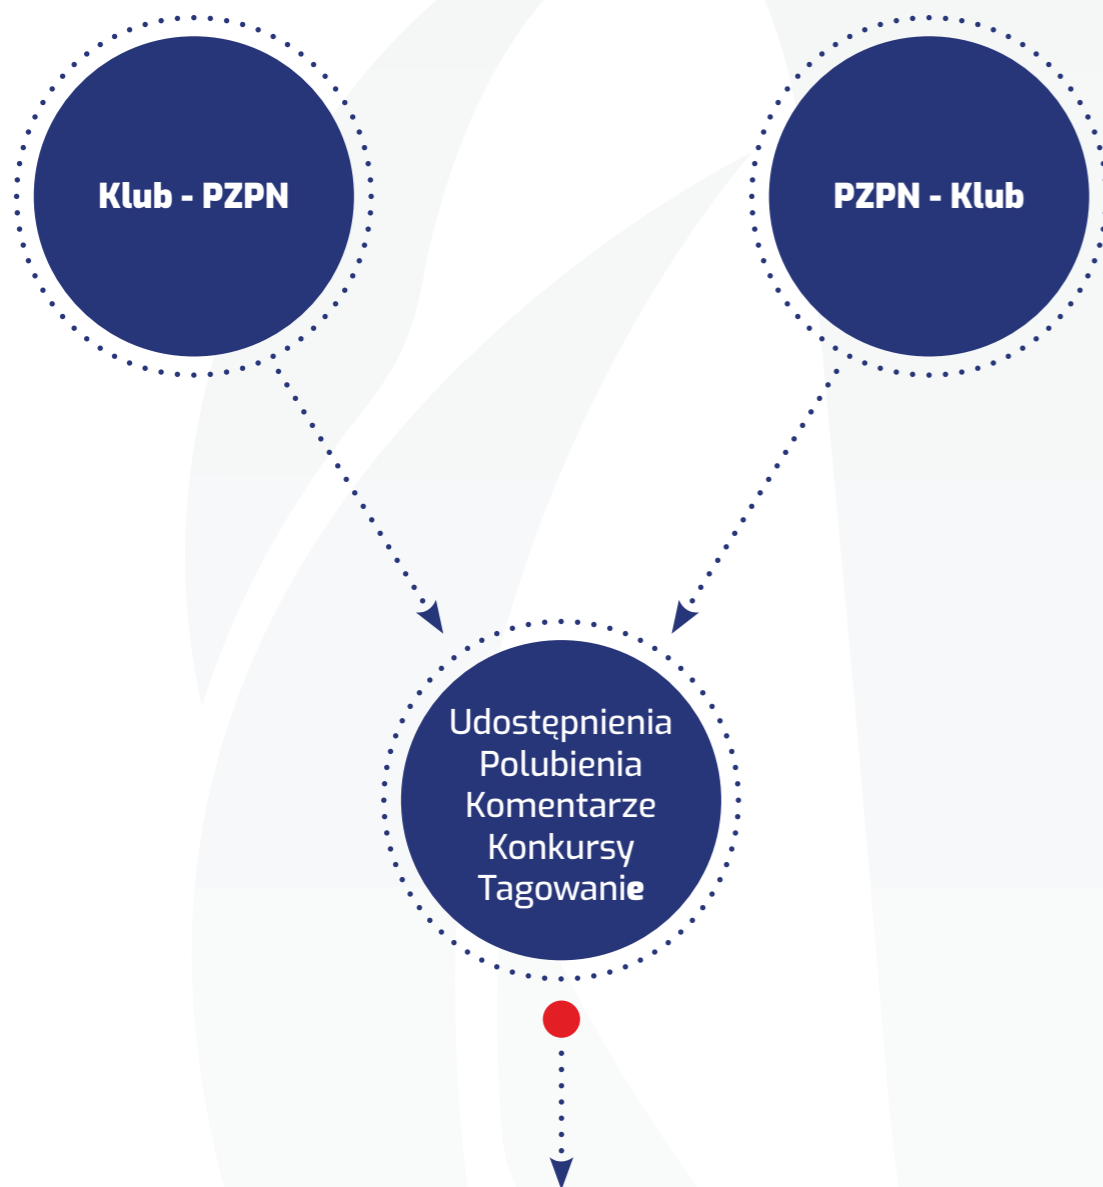 Klub - PZPN
PZPN - Klub
Udostępnienia
Polubienia
Komentarze
Konkursy
Tagowanie